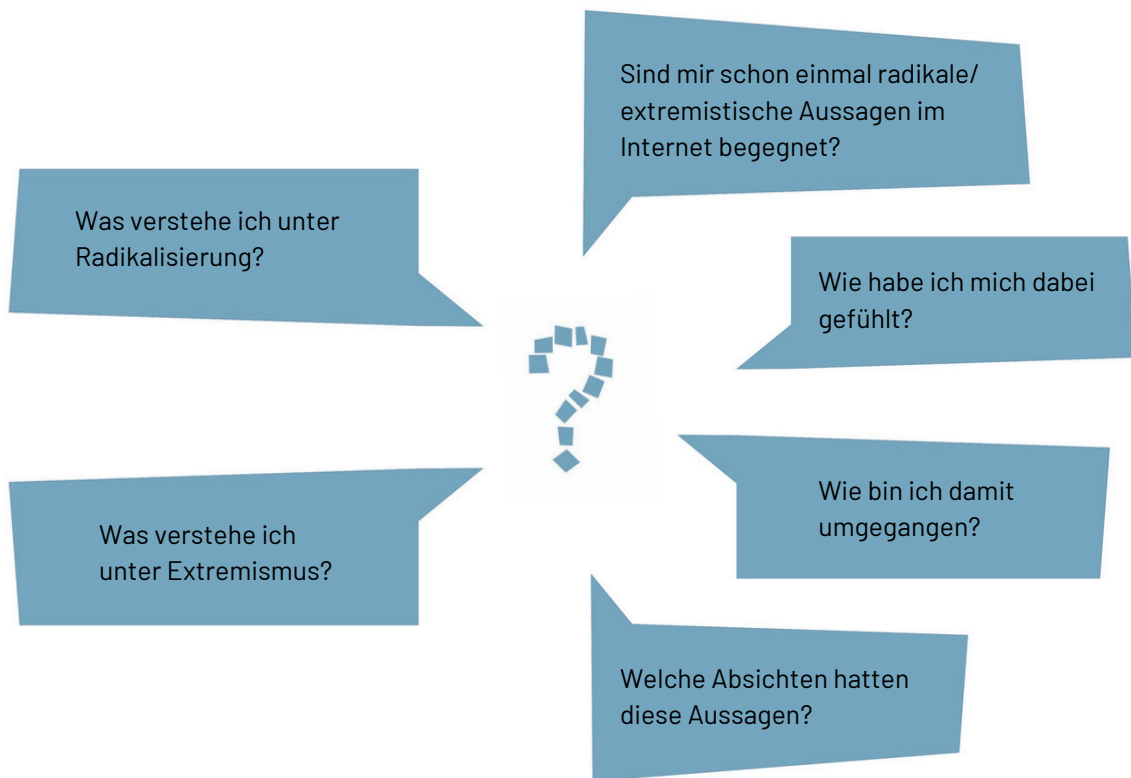 Sind mir schon einmal radikale/
extremistische Aussagen im
Internet begegnet?
Was verstehe ich unter
Radikalisierung?
Wie habe ich mich dabei
gefühlt?
Was verstehe ich
unter Extremismus?
Wie bin ich damit
umgegangen?
Welche Absichten hatten
diese Aussagen?